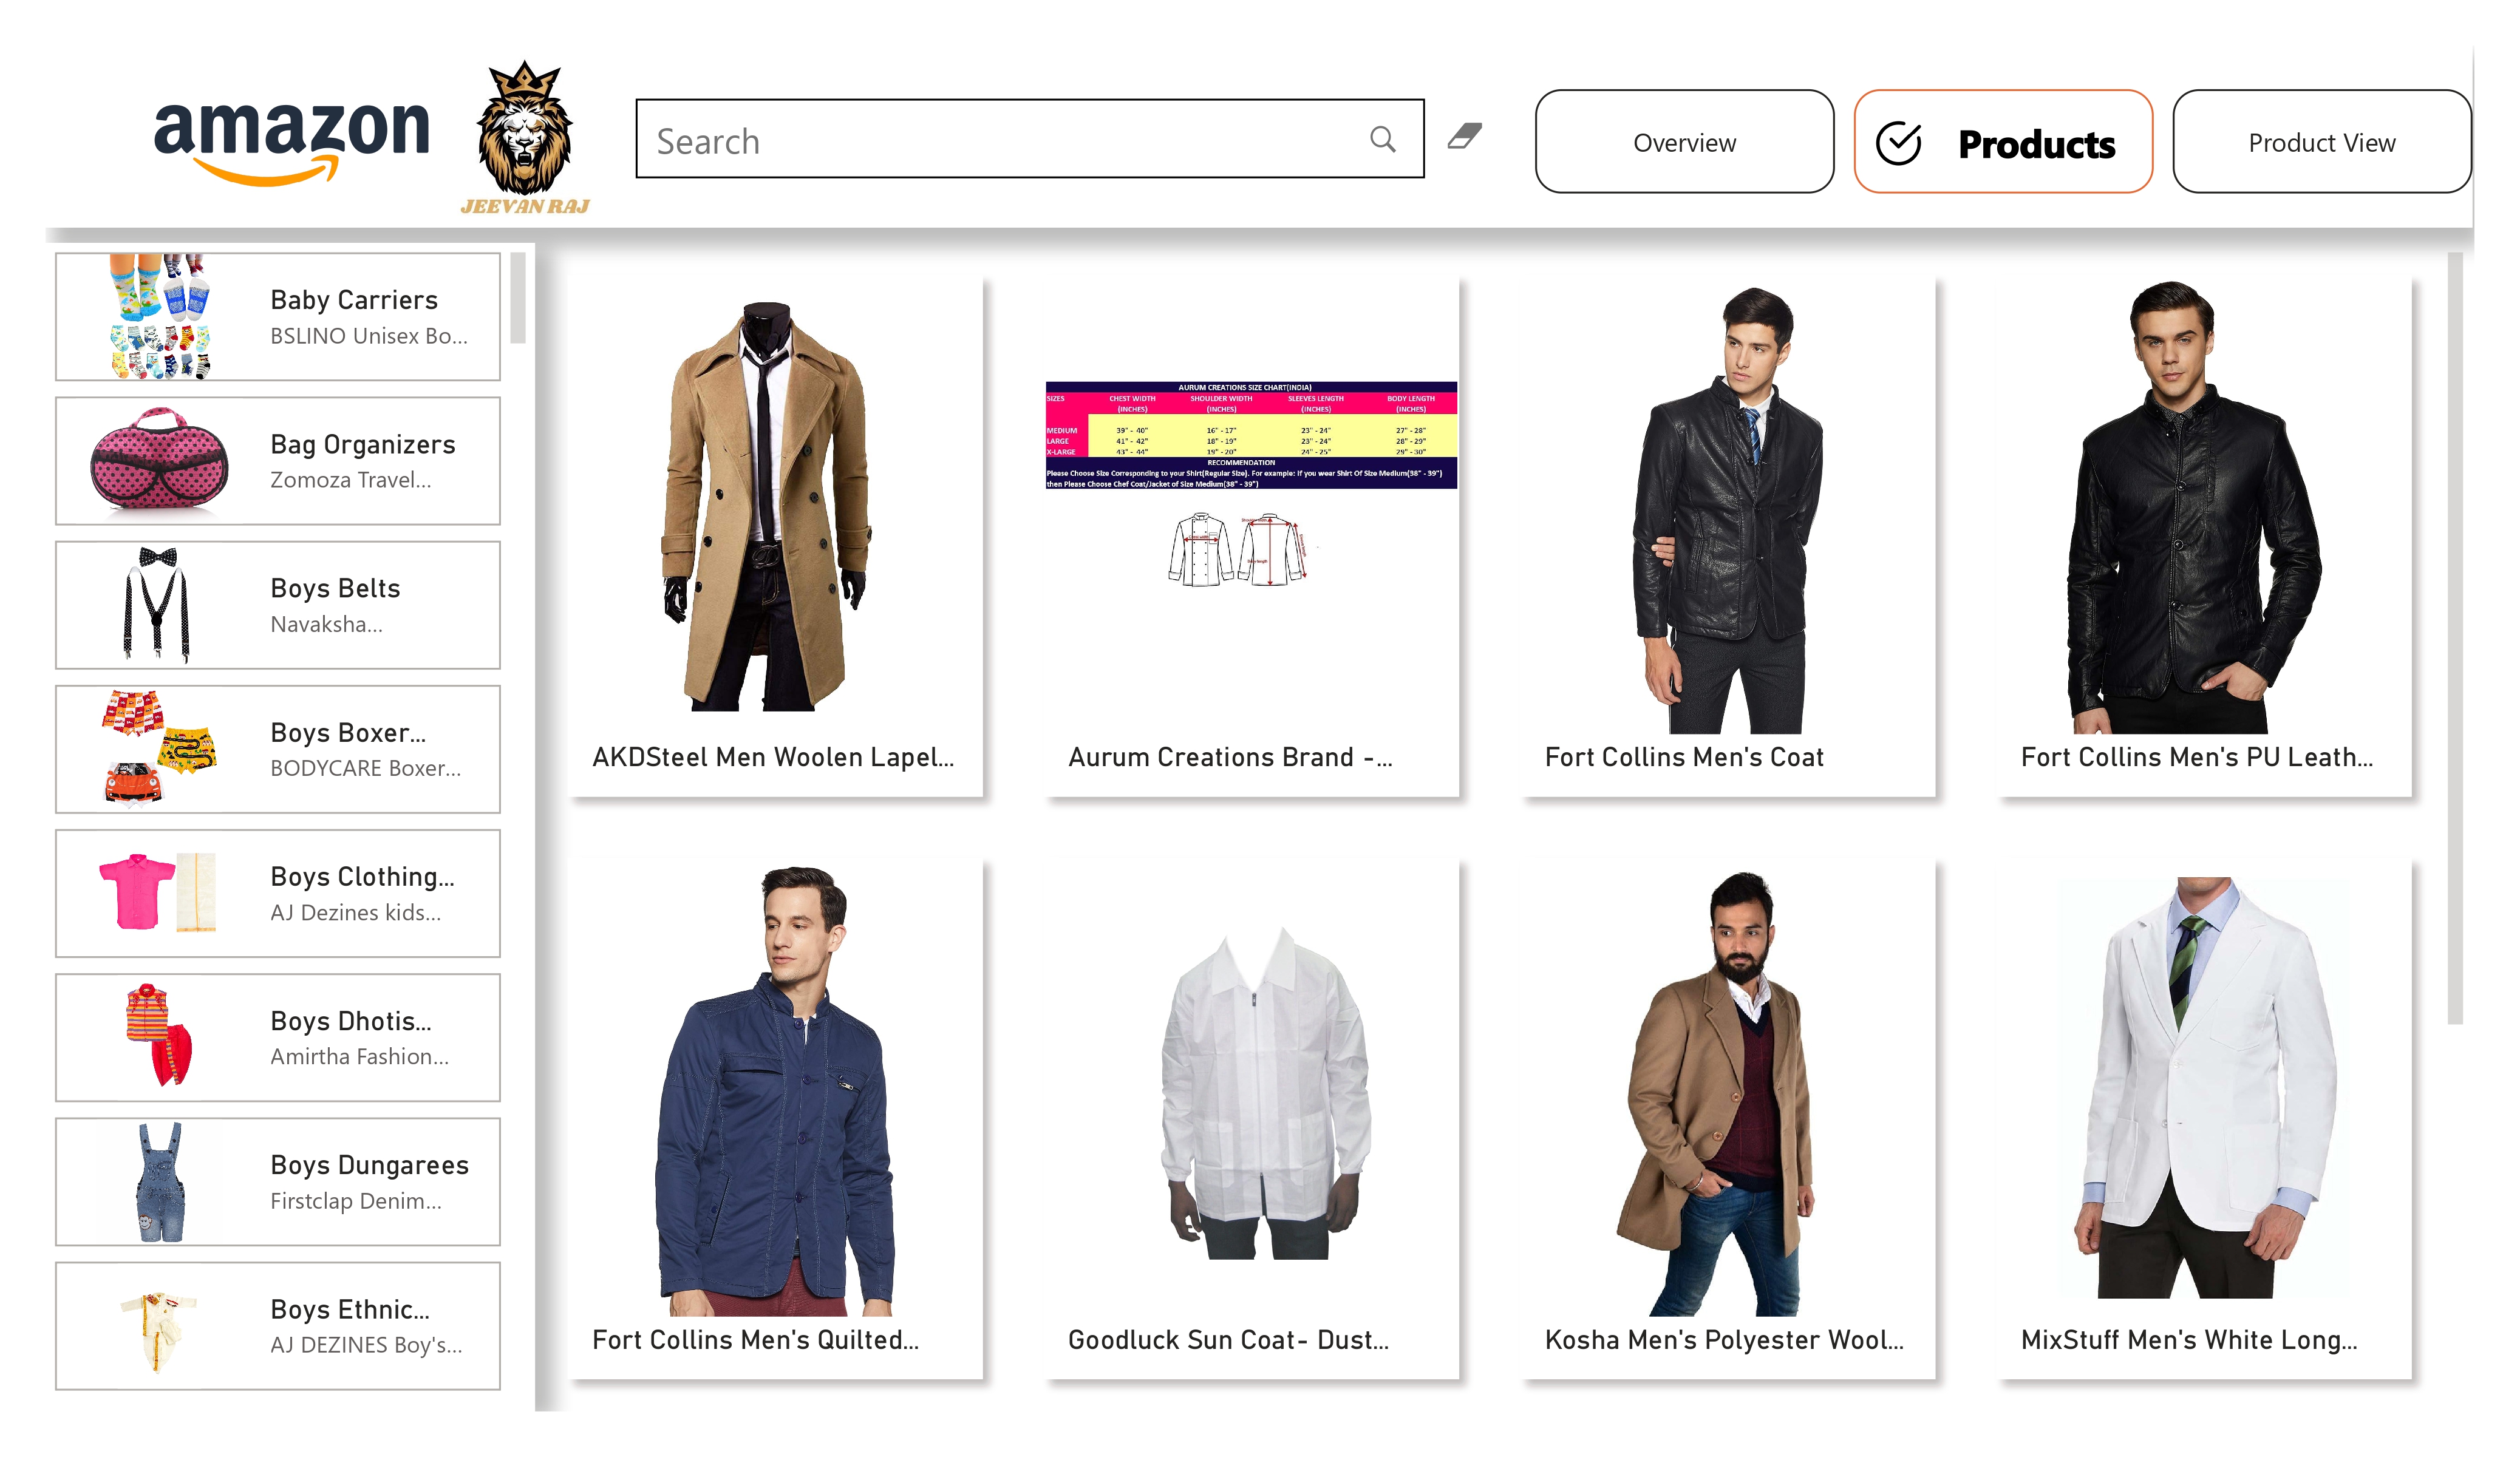 amazon
JEEVAN RAJ
Search
Overview
Products
Product View
Baby Carriers
BSLINO Unisex Bo...
Bag Organizers
Zomoza Travel...
Boys Belts
Navaksha...
Boys Boxer...
BODYCARE Boxer...
Boys Clothing...
AJ Dezines kids...
Boys Dhotis...
Amirtha Fashion...
Boys Dungarees
Firstclap Denim...
Boys Ethnic...
AJ DEZINES Boy's...
AKDSteel Men Woolen Lapel...
AURUM CREATIONS SIZE CHART(INDIA)
SIZES CHEST WIDTH SHOULDER WIDTH SLEEVES LENGTH BODY LENGTH
(INCHES) (INCHES) (INCHES) (INCHES)
MEDIUM 39" - 40" 16" - 17" 23" - 24" 27" - 28"
LARGE 41" - 42" 18" - 19" 23" - 24" 28" - 29"
X-LARGE 43" - 44" 19" - 20" 24" - 25" 29" - 30"
RECOMMENDATION
Please Choose Size Corresponding to your Shirt(Regular Size). For example: If you wear Shirt Of Size Medium(38" - 39")
then Please Choose Chef Coat/Jacket of Size Medium(38" - 39")
Aurum Creations Brand -...
Fort Collins Men's Coat
Fort Collins Men's PU Leath...
Fort Collins Men's Quilted...
Goodluck Sun Coat- Dust...
Kosha Men's Polyester Wool...
MixStuff Men's White Long...